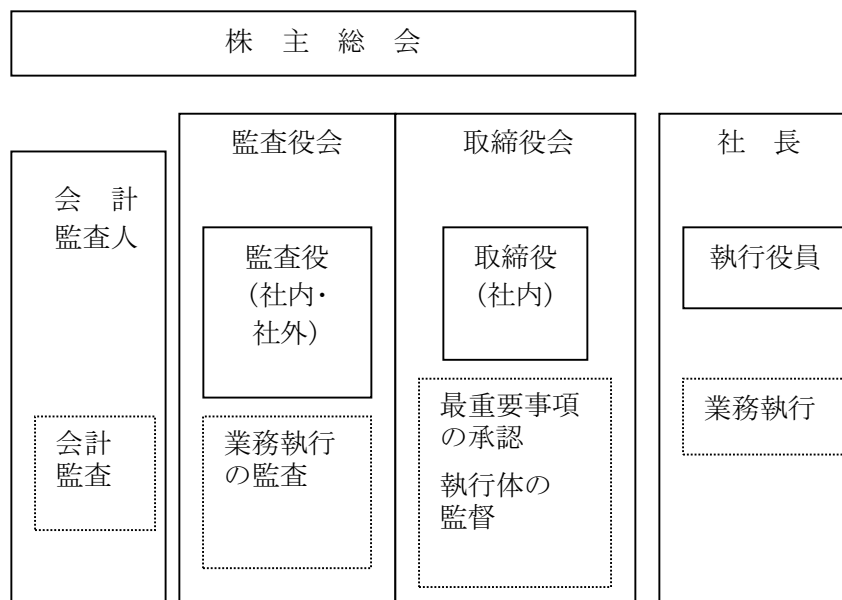 株 主 総 会
会 計
監査人
会計
監査
監査役会
監査役
(社内・
社外)
業務執行
の監査
取締役会
取締役
(社内)
最重要事項
の承認
執行体の
監督
社 長
執行役員
業務執行